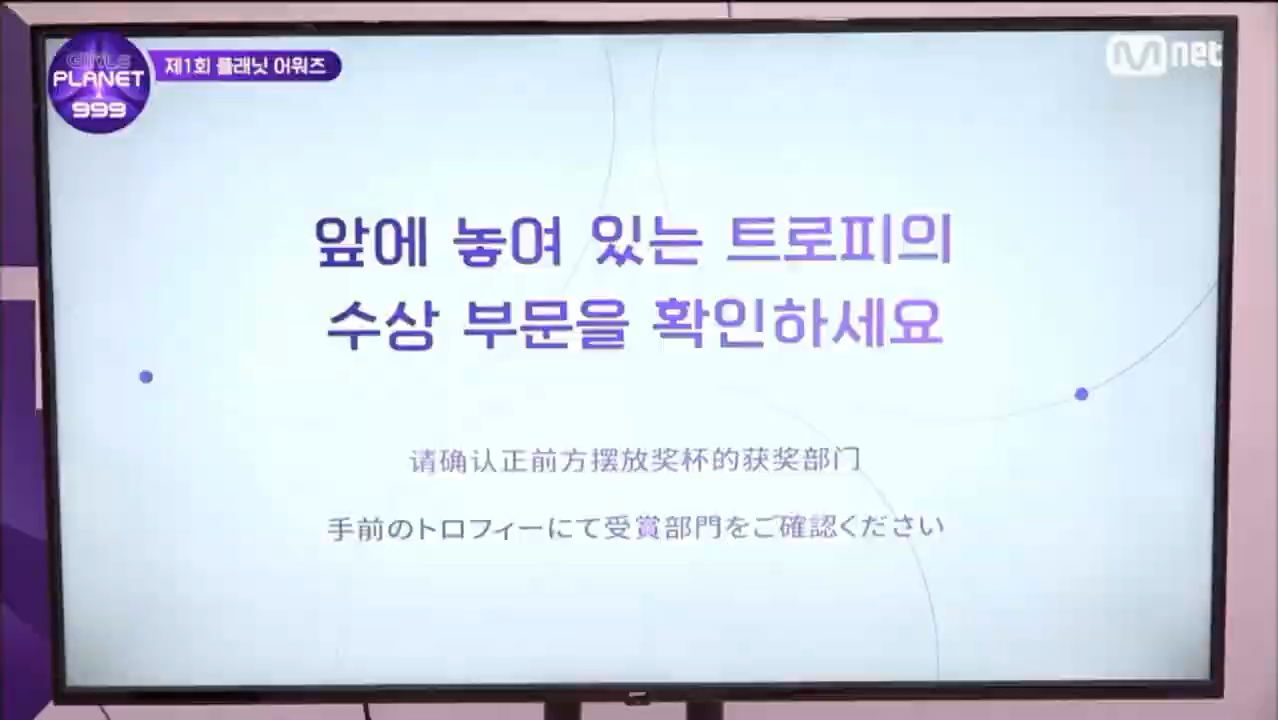 GIRLS
PLANET
999
제1회 플래닛 어워즈
Mnet
앞에 놓여 있는 트로피의
수상 부문을 확인하세요
请确认正前方摆放奖杯的获奖部门
手前のトロフィーにて受賞部門をご確認ください